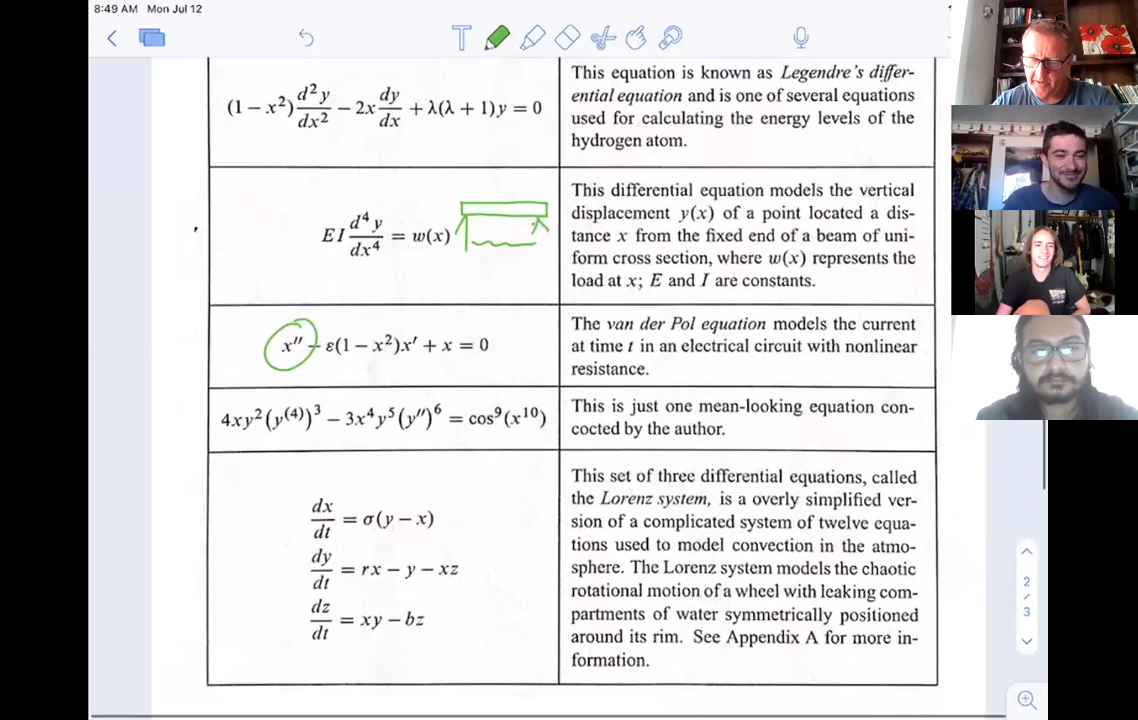 8:49 AM Mon Jul 12
(1 − x²) d²y/dx² − 2x dy/dx + λ(λ + 1)y = 0
This equation is known as Legendre's differ-
ential equation and is one of several equations
used for calculating the energy levels of the
hydrogen atom.
EI d⁴y/dx⁴ = w(x)
This differential equation models the vertical
displacement y(x) of a point located a dis-
tance x from the fixed end of a beam of uni-
form cross section, where w(x) represents the
load at x; E and I are constants.
x″ − ε(1 − x²)x′ + x = 0
The van der Pol equation models the current
at time t in an electrical circuit with nonlinear
resistance.
4xy²(y⁽⁴⁾)³ − 3x⁴y⁵(y″)⁶ = cos⁹(x¹⁰)
This is just one mean-looking equation con-
cocted by the author.
dx/dt = σ(y − x)
dy/dt = rx − y − xz
dz/dt = xy − bz
This set of three differential equations, called
the Lorenz system, is a overly simplified ver-
sion of a complicated system of twelve equa-
tions used to model convection in the atmo-
sphere. The Lorenz system models the chaotic
rotational motion of a wheel with leaking com-
partments of water symmetrically positioned
around its rim. See Appendix A for more in-
formation.
2
/
3